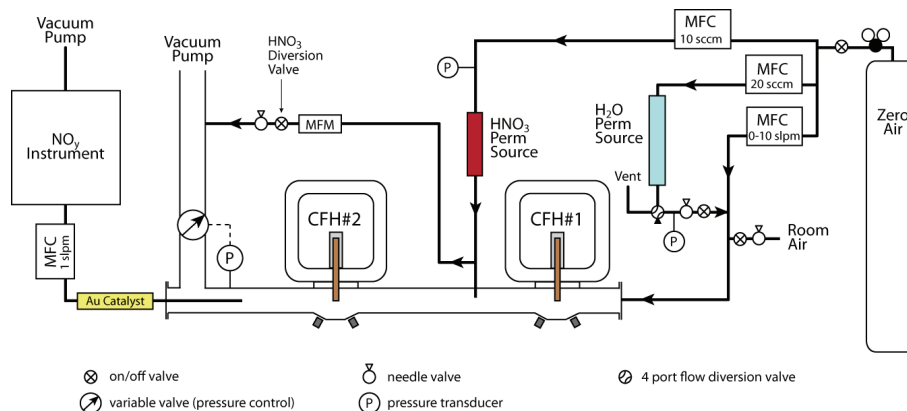 Vacuum
Pump
NOy
Instrument
MFC
1 slpm
Au Catalyst
Vacuum
Pump
HNO3
Diversion
Valve
MFM
P
P
HNO3
Perm
Source
CFH#2
CFH#1
MFC
10 sccm
MFC
20 sccm
MFC
0-10 slpm
H2O
Perm
Source
Vent
P
Room
Air
Zero
Air
on/off valve
needle valve
4 port flow diversion valve
variable valve (pressure control)
P
pressure transducer